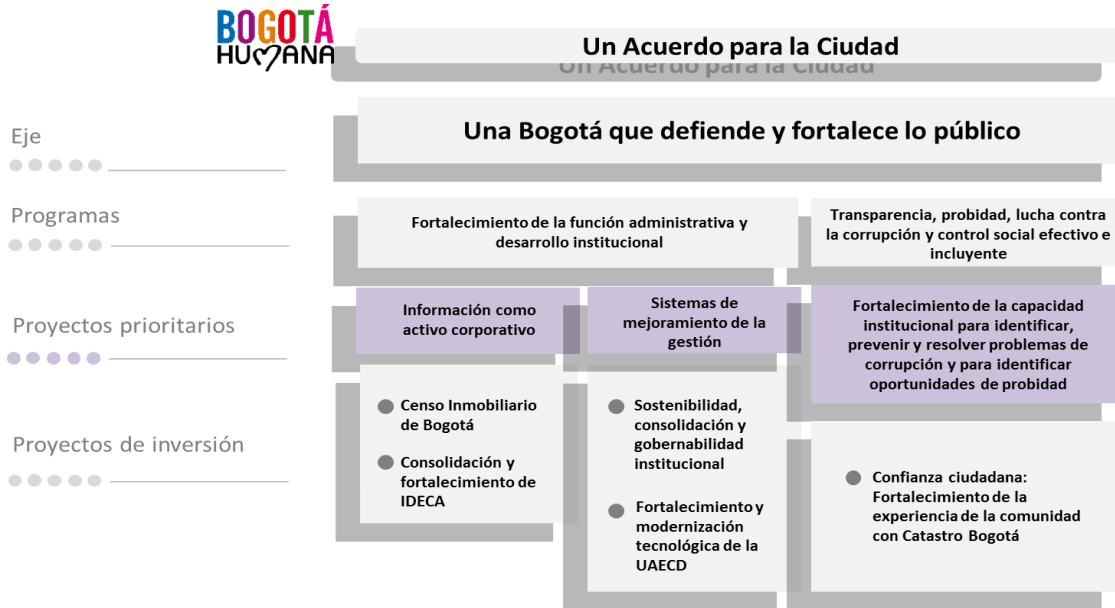 BOGOTÁ
HUMANA
Un Acuerdo para la Ciudad
Un Acuerdo para la Ciudad
Eje
Una Bogotá que defiende y fortalece lo público
Programas
Fortalecimiento de la función administrativa y
desarrollo institucional
Transparencia, probidad, lucha contra
la corrupción y control social efectivo e
incluyente
Proyectos prioritarios
Información como
activo corporativo
Sistemas de
mejoramiento de la
gestión
Fortalecimiento de la capacidad
institucional para identificar,
prevenir y resolver problemas de
corrupción y para identificar
oportunidades de probidad
Proyectos de inversión
Censo Inmobiliario
de Bogotá
Consolidación y
fortalecimiento de
IDECA
Sostenibilidad,
consolidación y
gobernabilidad
institucional
Fortalecimiento y
modernización
tecnológica de la
UAECD
Confianza ciudadana:
Fortalecimiento de la
experiencia de la comunidad
con Catastro Bogotá